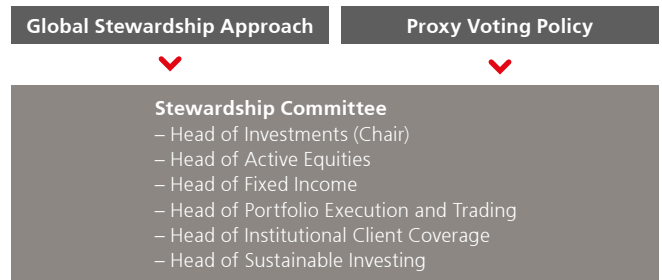 Global Stewardship Approach
Proxy Voting Policy
Stewardship Committee
– Head of Investments (Chair)
– Head of Active Equities
– Head of Fixed Income
– Head of Portfolio Execution and Trading
– Head of Institutional Client Coverage
– Head of Sustainable Investing